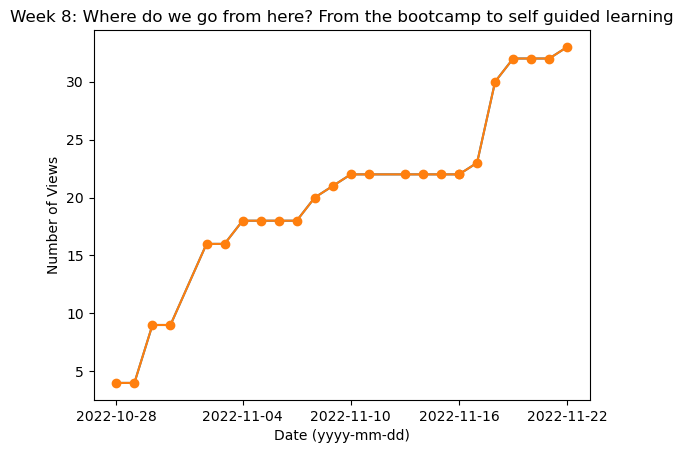 Week 8: Where do we go from here? From the bootcamp to self guided learning
30
25
20
15
10
5
Number of Views
2022-10-28 2022-11-04 2022-11-10 2022-11-16 2022-11-22
Date (yyyy-mm-dd)